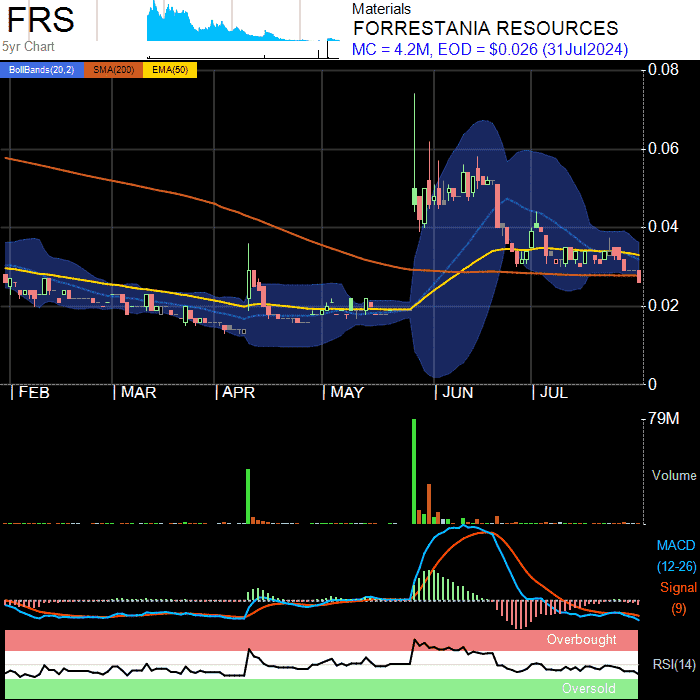 FRS
5yr Chart
Materials
FORRESTANIA RESOURCES
MC = 4.2M, EOD = $0.026 (31Jul2024)
BollBands(20,2) SMA(200) EMA(50)
0.08
0.06
0.04
0.02
0
FEB MAR APR MAY JUN JUL
79M
Volume
MACD
(12-26)
Signal
(9)
Overbought
RSI(14)
Oversold